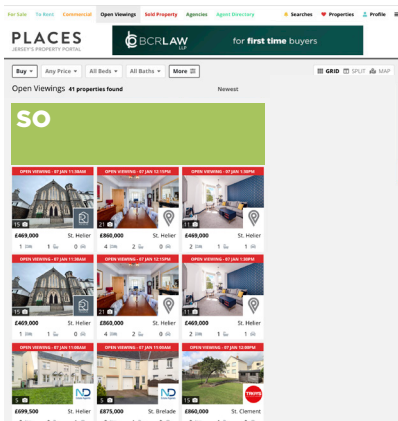 For Sale To Rent Commercial Open Viewings Sold Property Agencies Agent Directory Searches Properties Profile
PLACES
JERSEY'S PROPERTY PORTAL
BCRLAW LLP for first time buyers
Buy Any Price All Beds All Baths More GRID SPLIT MAP
Open Viewings 41 properties found Newest
SO
OPEN VIEWING - 07 JAN 11:30AM OPEN VIEWING - 07 JAN 12:15PM OPEN VIEWING - 07 JAN 1:30PM
15 21 11
£469,000 St. Helier £860,000 St. Helier £469,000 St. Helier
1 1 0 4 2 0 2 1 1
OPEN VIEWING - 07 JAN 11:30AM OPEN VIEWING - 07 JAN 12:15PM OPEN VIEWING - 07 JAN 1:30PM
15 21 11
£469,000 St. Helier £860,000 St. Helier £469,000 St. Helier
1 1 0 4 2 0 2 1 1
OPEN VIEWING - 07 JAN 11:00AM OPEN VIEWING - 07 JAN 11:00AM OPEN VIEWING - 07 JAN 12:00PM
5 ND 5 ND 15 TROYS
£699,500 St. Helier £875,000 St. Brelade £860,000 St. Clement